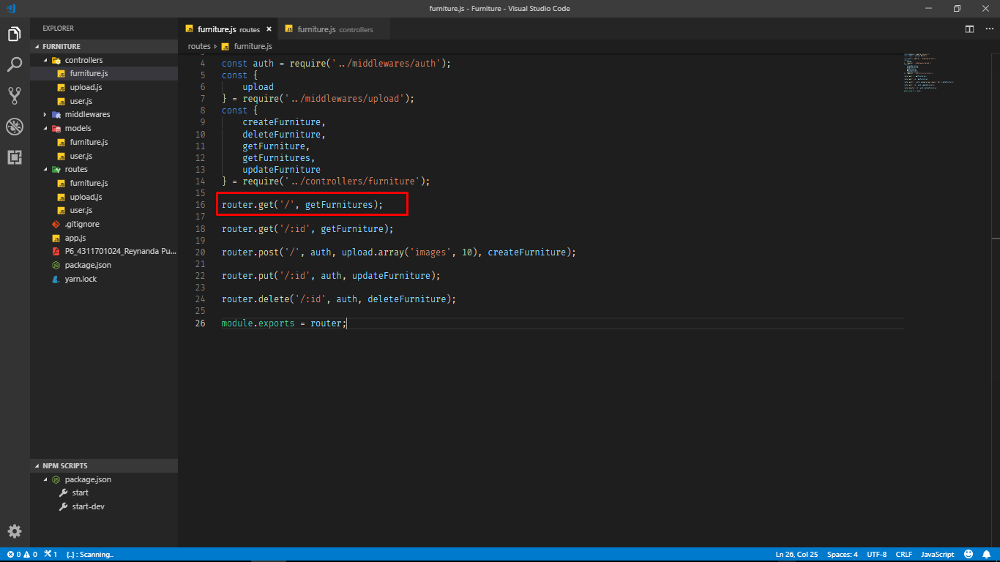 furniture.js - Furniture - Visual Studio Code
EXPLORER
FURNITURE
controllers
furniture.js
upload.js
user.js
middlewares
models
furniture.js
user.js
routes
furniture.js
upload.js
user.js
.gitignore
app.js
P6_4311701024_Reynanda Pu...
package.json
yarn.lock
NPM SCRIPTS
package.json
start
start-dev
furniture.js routes
furniture.js controllers
routes › furniture.js
4 const auth = require('../middlewares/auth');
5 const {
6 upload
7 } = require('../middlewares/upload');
8 const {
9 createFurniture,
10 deleteFurniture,
11 getFurniture,
12 getFurnitures,
13 updateFurniture
14 } = require('../controllers/furniture');
15
16 router.get('/', getFurnitures);
17
18 router.get('/:id', getFurniture);
19
20 router.post('/', auth, upload.array('images', 10), createFurniture);
21
22 router.put('/:id', auth, updateFurniture);
23
24 router.delete('/:id', auth, deleteFurniture);
25
26 module.exports = router;
0 0 1 {..} : Scanning.. Ln 26, Col 25 Spaces: 4 UTF-8 CRLF JavaScript